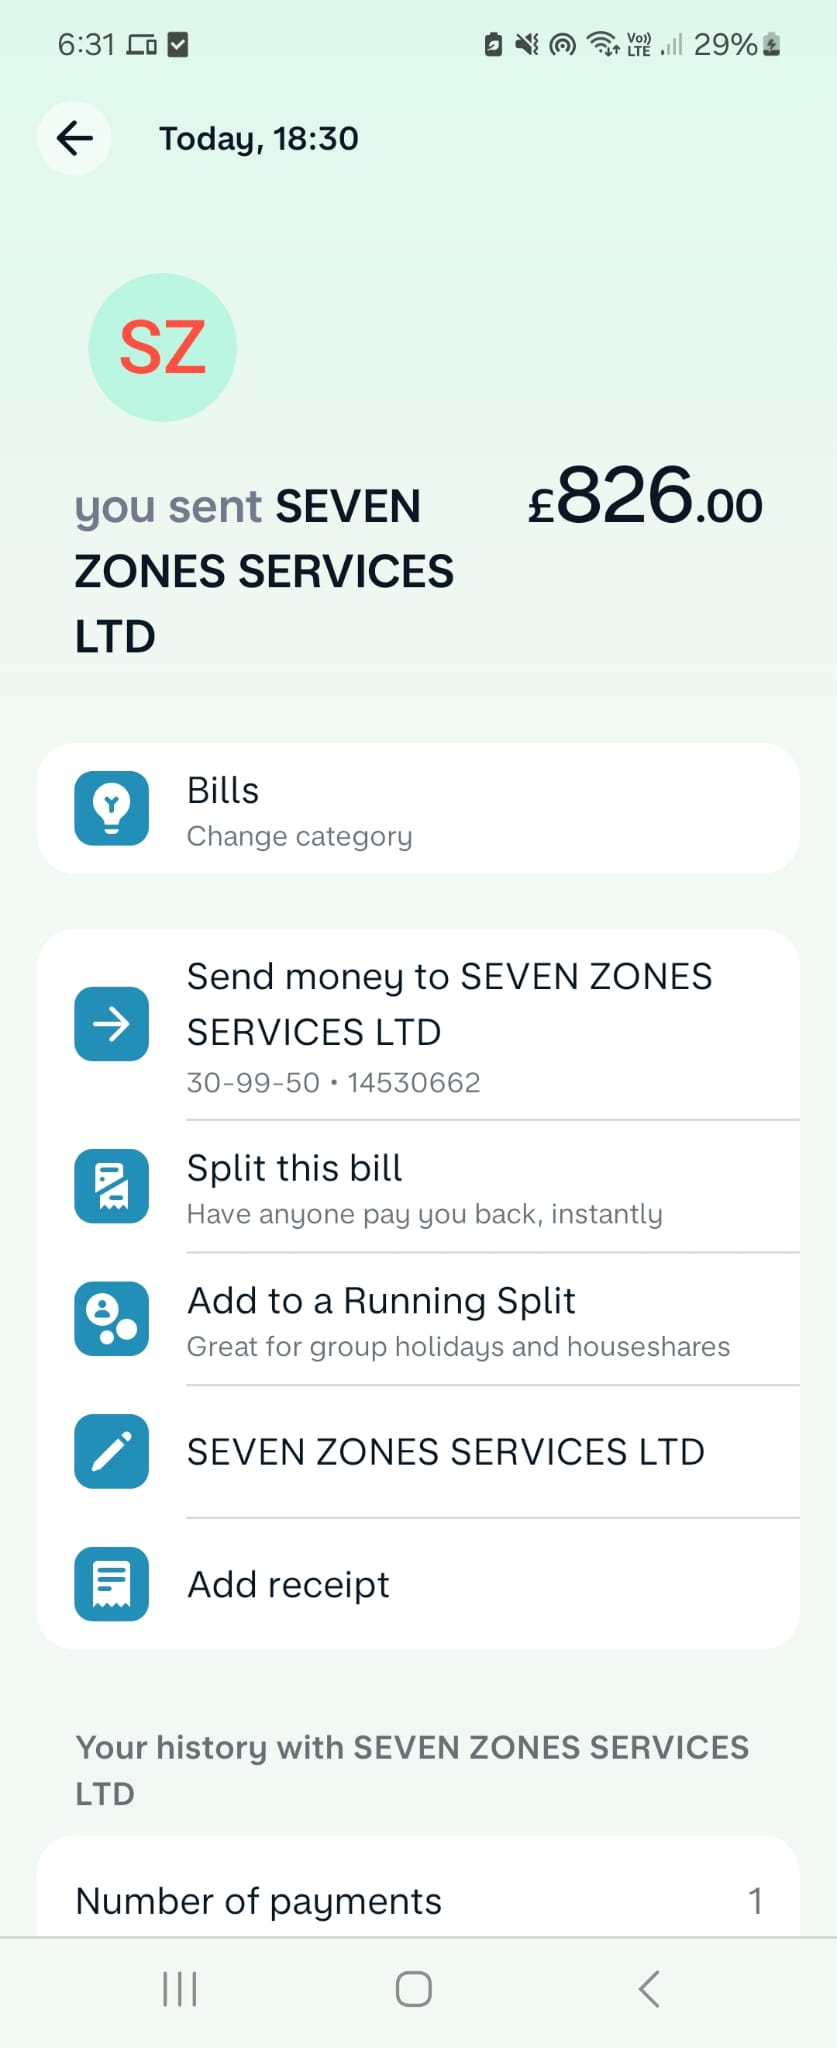 6:31
Vo)) LTE 29%
Today, 18:30
SZ
you sent SEVEN ZONES SERVICES LTD
£826.00
Bills
Change category
Send money to SEVEN ZONES
SERVICES LTD
30-99-50 • 14530662
Split this bill
Have anyone pay you back, instantly
Add to a Running Split
Great for group holidays and houseshares
SEVEN ZONES SERVICES LTD
Add receipt
Your history with SEVEN ZONES SERVICES
LTD
Number of payments 1